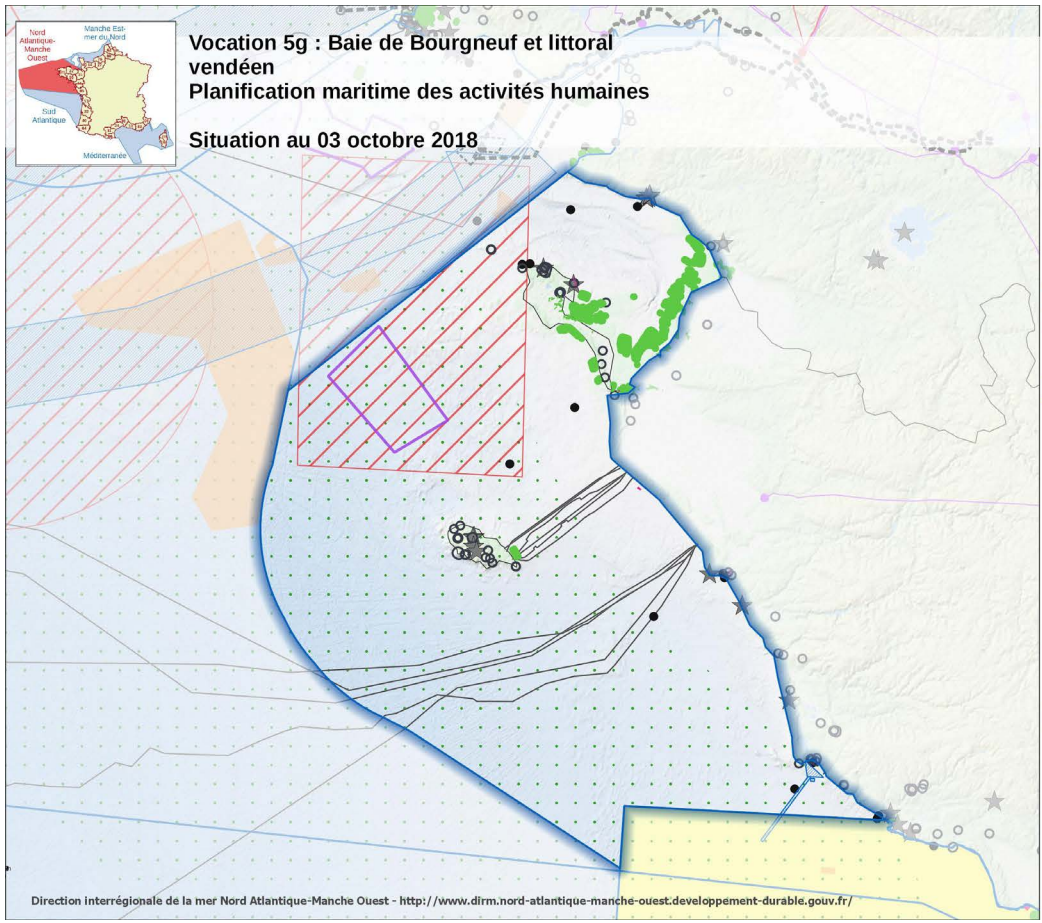 Nord
Atlantique-
Manche
Ouest
Manche Est-
mer du Nord
Sud
Atlantique
Méditerranée
Vocation 5g : Baie de Bourgneuf et littoral
vendéen
Planification maritime des activités humaines
Situation au 03 octobre 2018
Direction interrégionale de la mer Nord Atlantique-Manche Ouest - http://www.dirm.nord-atlantique-manche-ouest.developpement-durable.gouv.fr/